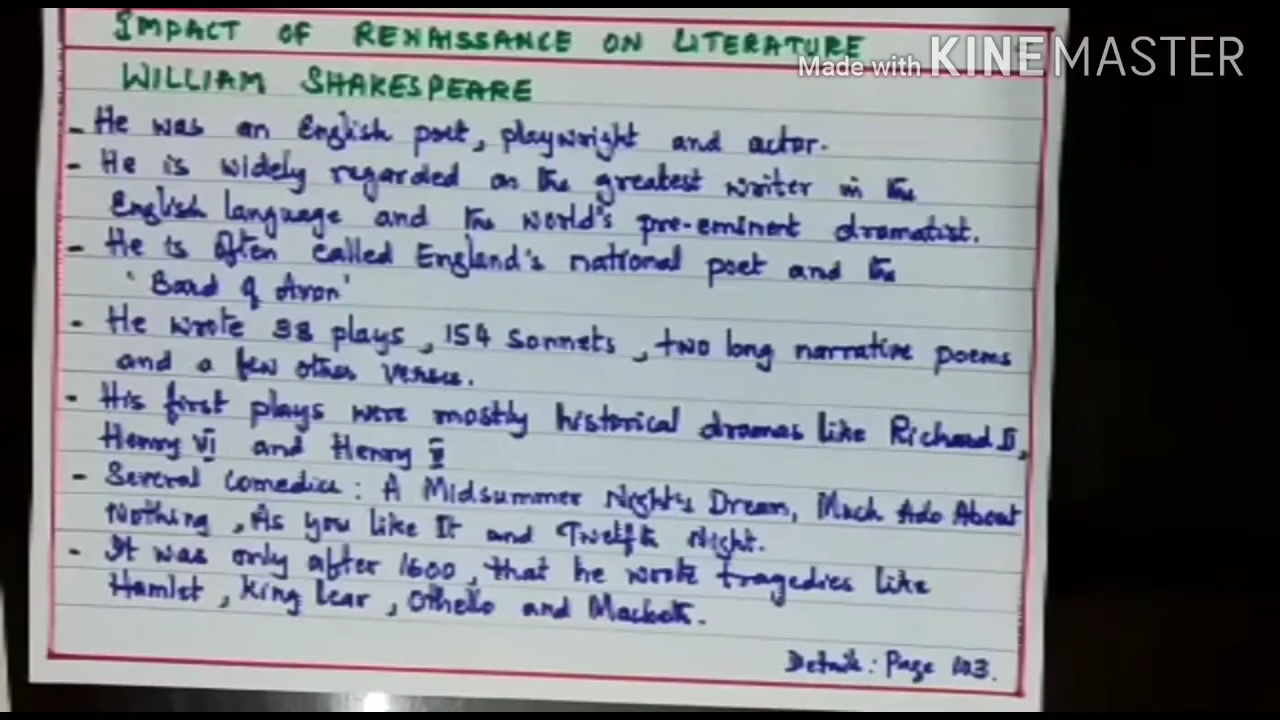 IMPACT OF RENAISSANCE ON LITERATURE
Made with KINEMASTER
WILLIAM SHAKESPEARE
- He was an English poet, playwright and actor.
- He is widely regarded as the greatest writer in the
English language and the world's pre-eminent dramatist.
- He is often called England's national poet and the
'Bard of Avon'
- He wrote 38 plays, 154 sonnets, two long narrative poems
and a few other verses.
- His first plays were mostly historical dramas like Richard II,
Henry VI and Henry V
- Several comedies: A Midsummer Night's Dream, Much Ado About
Nothing, As you like It and Twelfth Night.
- It was only after 1600, that he wrote tragedies like
Hamlet, King Lear, Othello and Macbeth.
Details: Page 103.